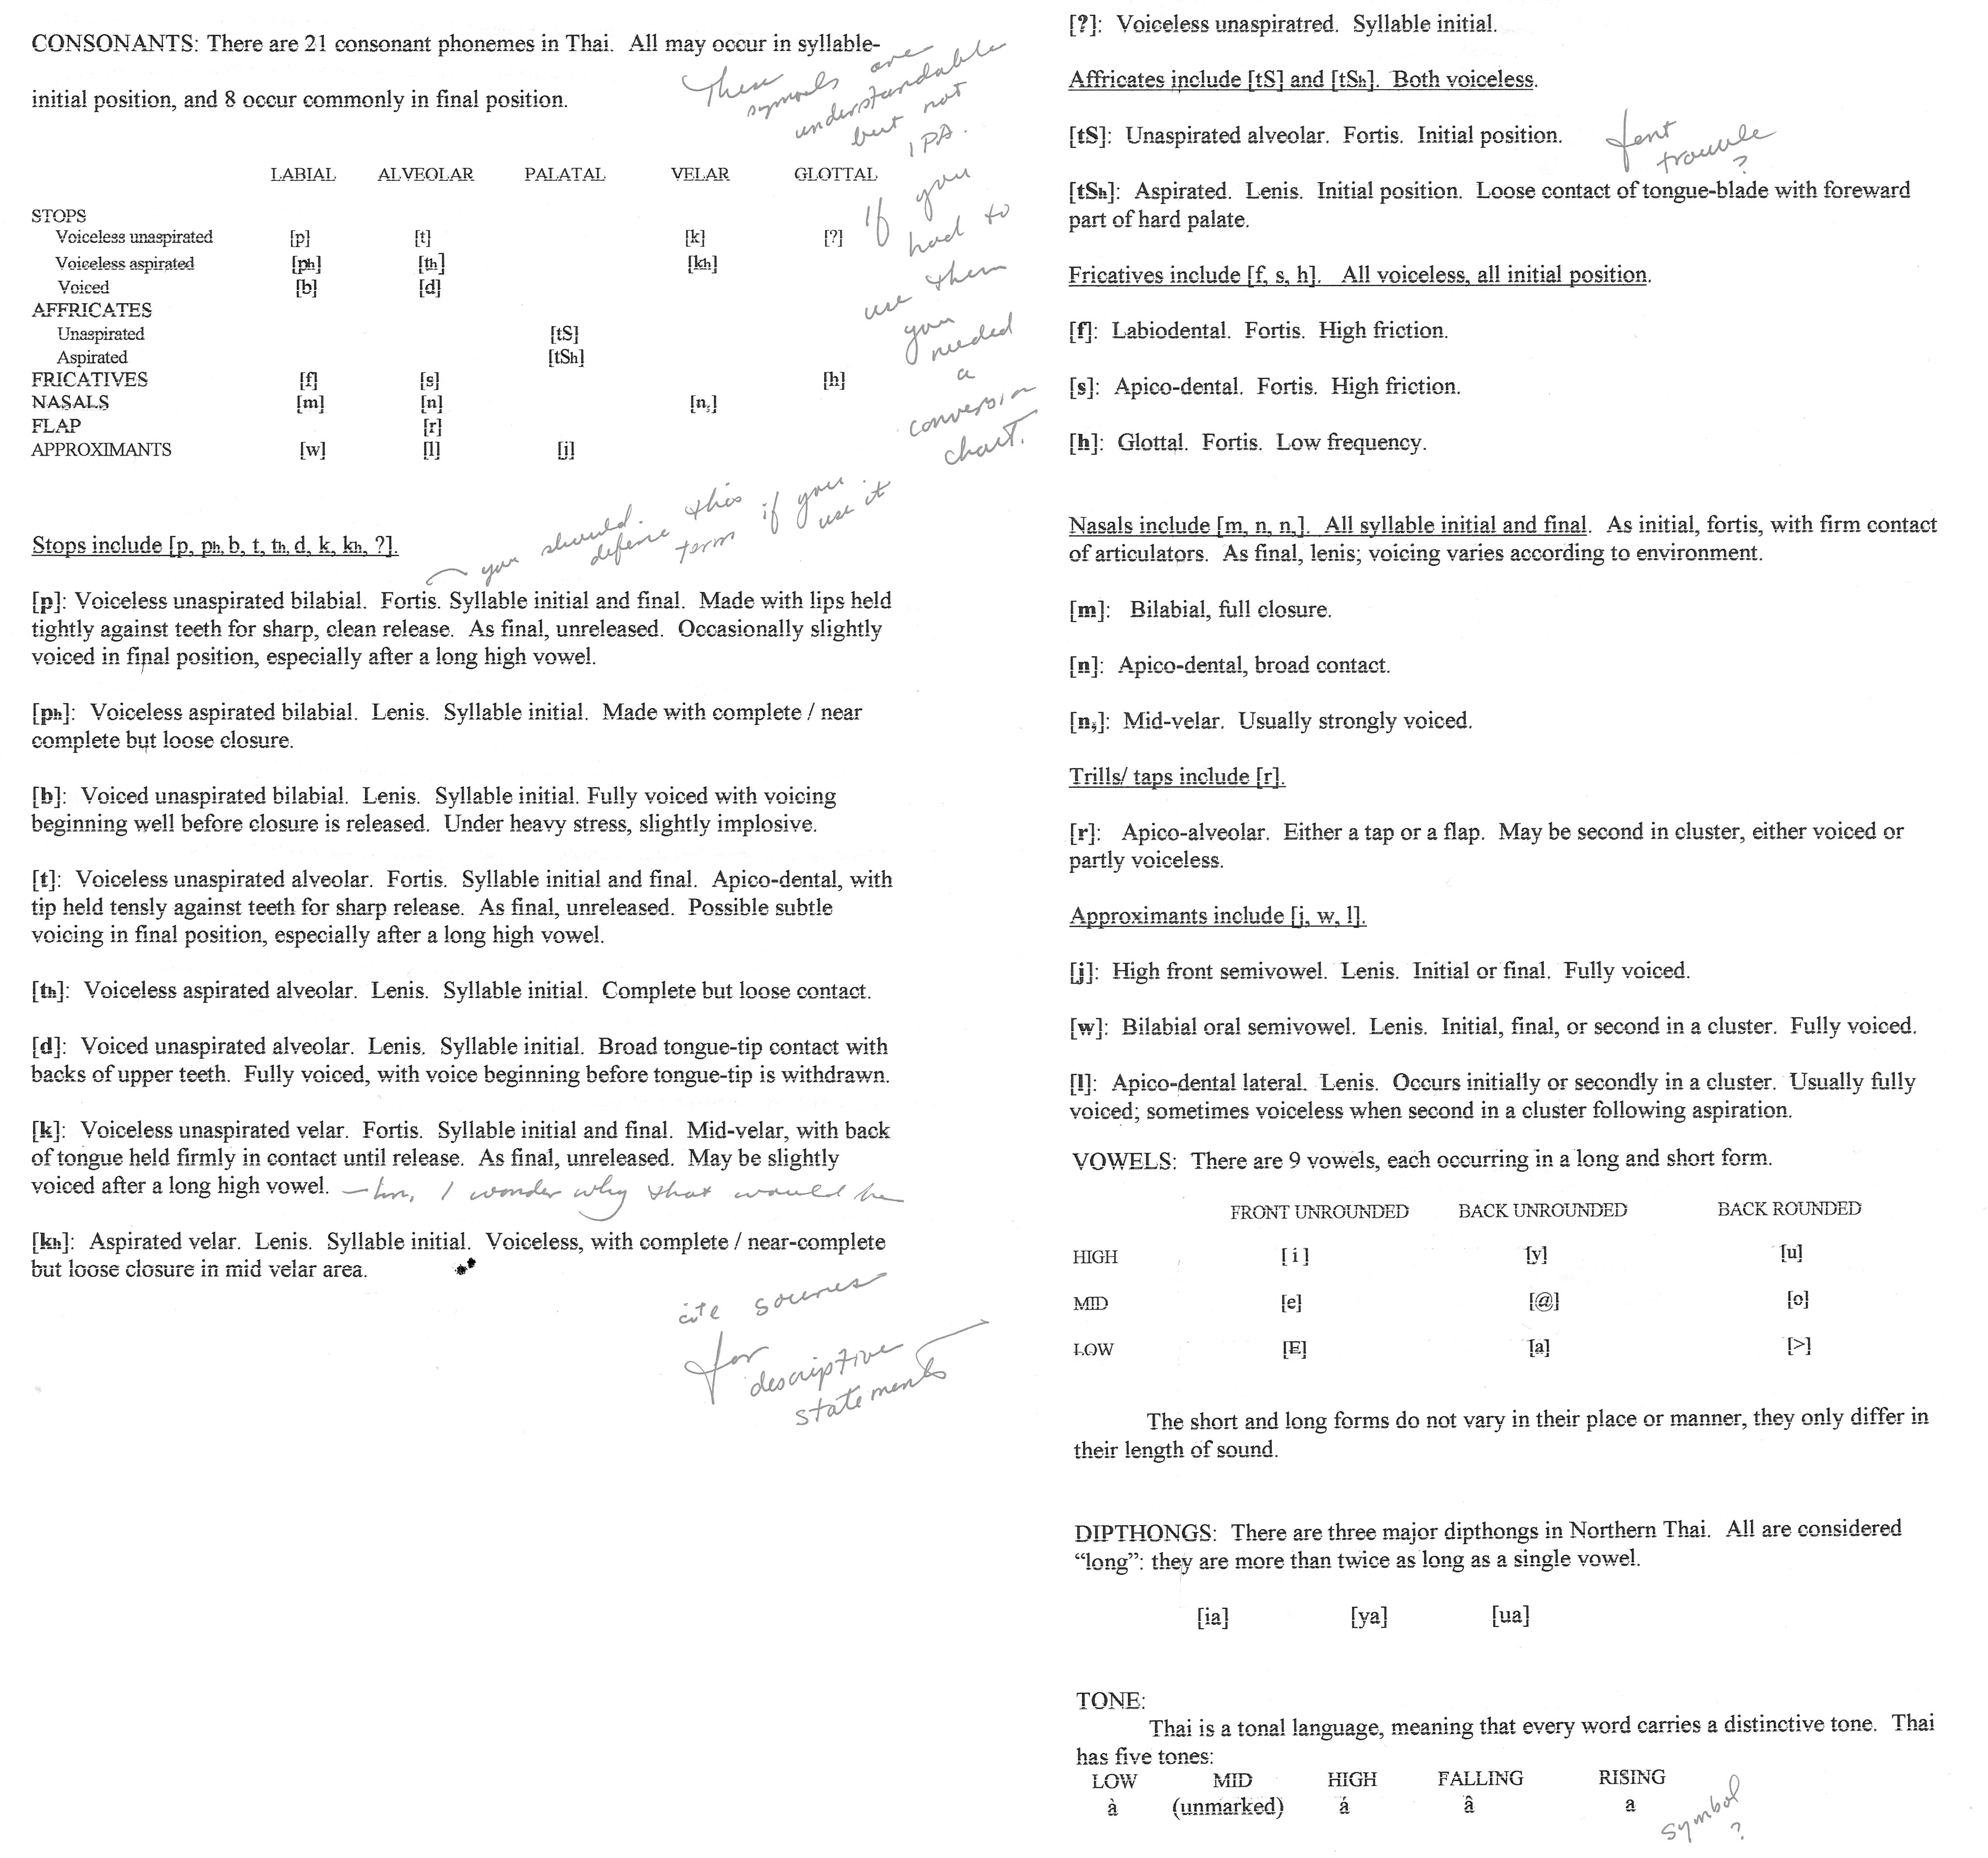 CONSONANTS: There are 21 consonant phonemes in Thai. All may occur in syllable-
initial position, and 8 occur commonly in final position.
These
symbols are
understandable
but not
IPA.
If you
had to
use them
you
needed
a
conversion
chart.
LABIAL ALVEOLAR PALATAL VELAR GLOTTAL
STOPS
Voiceless unaspirated [p] [t] [k] [?]
Voiceless aspirated [ph] [th] [kh]
Voiced [b] [d]
AFFRICATES
Unaspirated [tS]
Aspirated [tSh]
FRICATIVES [f] [s] [h]
NASALS [m] [n] [n,]
FLAP [r]
APPROXIMANTS [w] [l] [j]
you should define this term if you use it
Stops include [p, ph, b, t, th, d, k, kh, ?].
[p]: Voiceless unaspirated bilabial. Fortis. Syllable initial and final. Made with lips held
tightly against teeth for sharp, clean release. As final, unreleased. Occasionally slightly
voiced in final position, especially after a long high vowel.
[ph]: Voiceless aspirated bilabial. Lenis. Syllable initial. Made with complete / near
complete but loose closure.
[b]: Voiced unaspirated bilabial. Lenis. Syllable initial. Fully voiced with voicing
beginning well before closure is released. Under heavy stress, slightly implosive.
[t]: Voiceless unaspirated alveolar. Fortis. Syllable initial and final. Apico-dental, with
tip held tensly against teeth for sharp release. As final, unreleased. Possible subtle
voicing in final position, especially after a long high vowel.
[th]: Voiceless aspirated alveolar. Lenis. Syllable initial. Complete but loose contact.
[d]: Voiced unaspirated alveolar. Lenis. Syllable initial. Broad tongue-tip contact with
backs of upper teeth. Fully voiced, with voice beginning before tongue-tip is withdrawn.
[k]: Voiceless unaspirated velar. Fortis. Syllable initial and final. Mid-velar, with back
of tongue held firmly in contact until release. As final, unreleased. May be slightly
voiced after a long high vowel. – hm, I wonder why that would be
[kh]: Aspirated velar. Lenis. Syllable initial. Voiceless, with complete / near-complete
but loose closure in mid velar area.
cite sources
for
descriptive
statements
[?]: Voiceless unaspiratred. Syllable initial.
Affricates include [tS] and [tSh]. Both voiceless.
[tS]: Unaspirated alveolar. Fortis. Initial position.
font
trouble
?
[tSh]: Aspirated. Lenis. Initial position. Loose contact of tongue-blade with foreward
part of hard palate.
Fricatives include [f, s, h]. All voiceless, all initial position.
[f]: Labiodental. Fortis. High friction.
[s]: Apico-dental. Fortis. High friction.
[h]: Glottal. Fortis. Low frequency.
Nasals include [m, n, n,]. All syllable initial and final. As initial, fortis, with firm contact
of articulators. As final, lenis; voicing varies according to environment.
[m]: Bilabial, full closure.
[n]: Apico-dental, broad contact.
[n,]: Mid-velar. Usually strongly voiced.
Trills/ taps include [r].
[r]: Apico-alveolar. Either a tap or a flap. May be second in cluster, either voiced or
partly voiceless.
Approximants include [j, w, l].
[j]: High front semivowel. Lenis. Initial or final. Fully voiced.
[w]: Bilabial oral semivowel. Lenis. Initial, final, or second in a cluster. Fully voiced.
[l]: Apico-dental lateral. Lenis. Occurs initially or secondly in a cluster. Usually fully
voiced; sometimes voiceless when second in a cluster following aspiration.
VOWELS: There are 9 vowels, each occurring in a long and short form.
FRONT UNROUNDED BACK UNROUNDED BACK ROUNDED
HIGH [i] [y] [u]
MID [e] [@] [o]
LOW [E] [a] [>]
The short and long forms do not vary in their place or manner, they only differ in
their length of sound.
DIPTHONGS: There are three major dipthongs in Northern Thai. All are considered
“long”: they are more than twice as long as a single vowel.
[ia] [ya] [ua]
TONE:
Thai is a tonal language, meaning that every word carries a distinctive tone. Thai
has five tones:
LOW MID HIGH FALLING RISING
à (unmarked) á â a
symbol
?